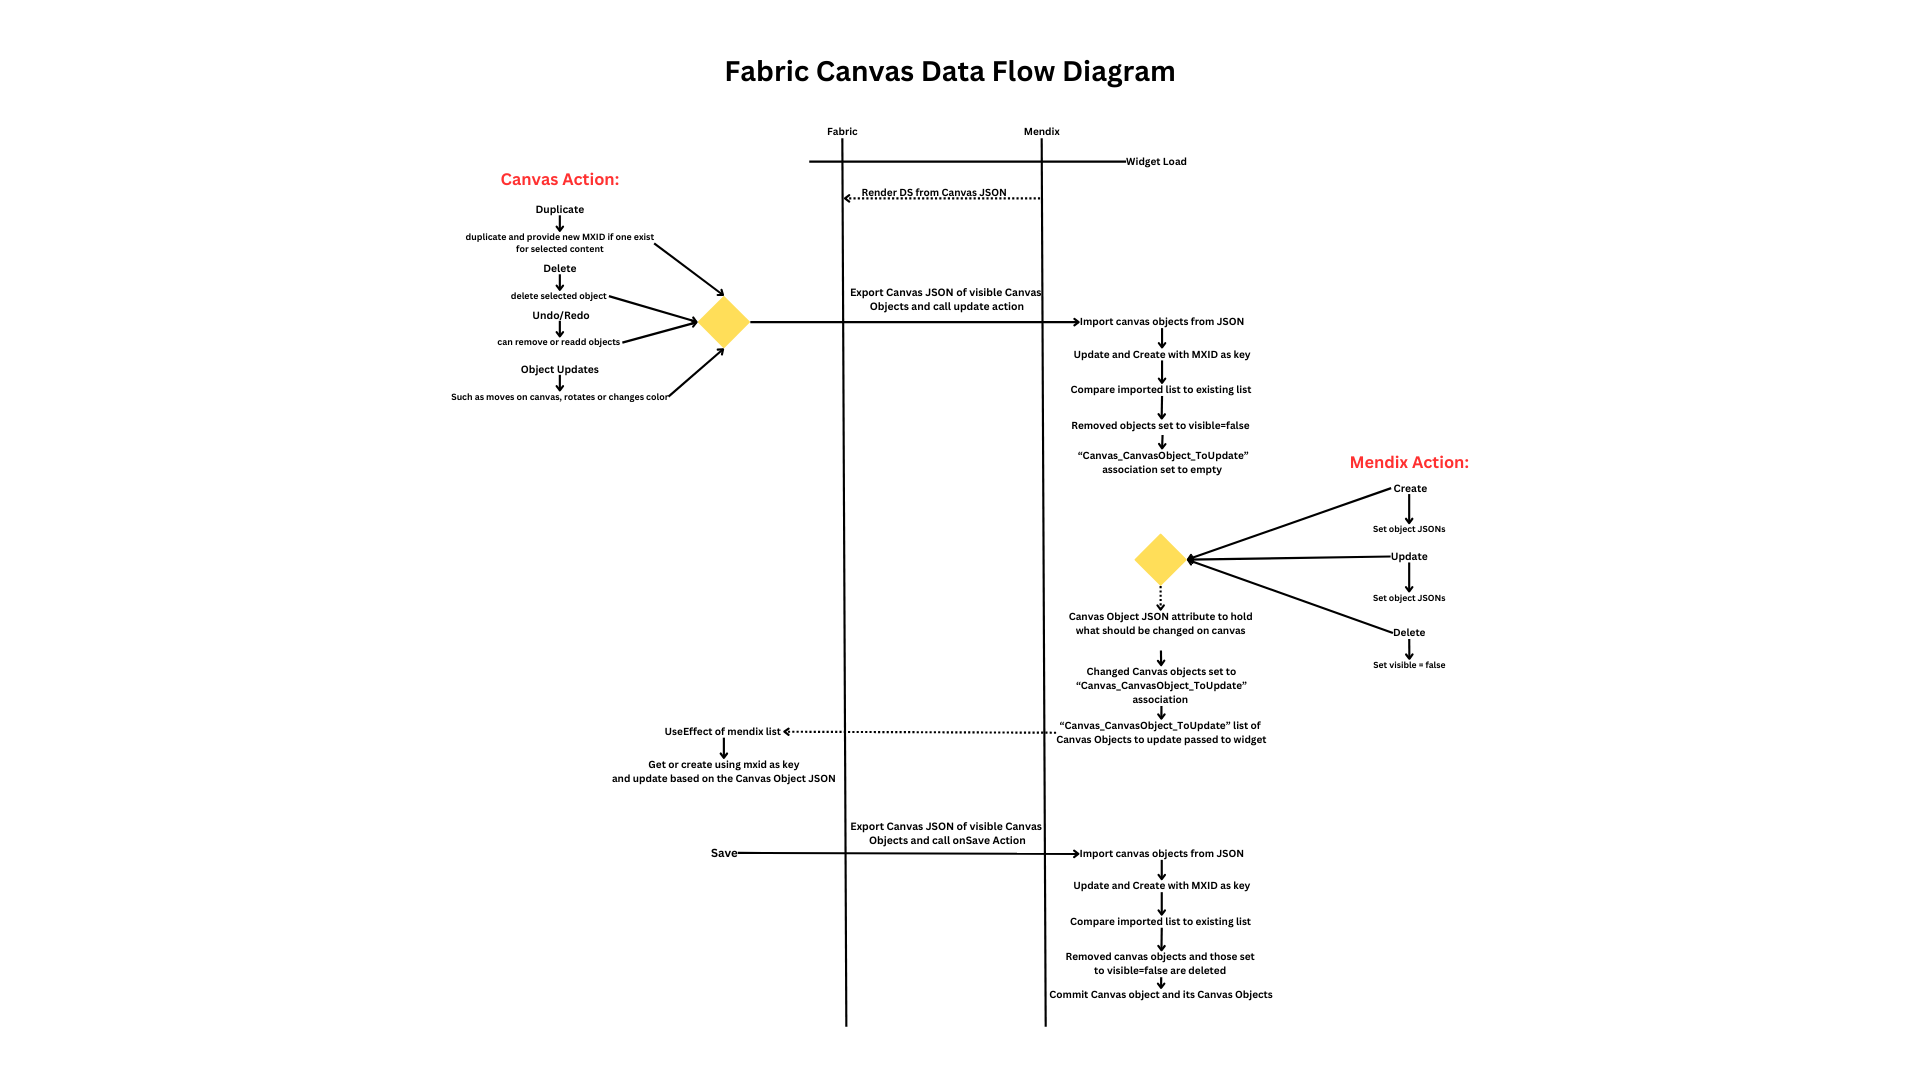 Fabric Canvas Data Flow Diagram
Fabric
Mendix
Widget Load
Render DS from Canvas JSON
Canvas Action:
Duplicate
duplicate and provide new MXID if one exist
for selected content
Delete
delete selected object
Undo/Redo
can remove or readd objects
Object Updates
Such as moves on canvas, rotates or changes color
Export Canvas JSON of visible Canvas
Objects and call update action
Import canvas objects from JSON
Update and Create with MXID as key
Compare imported list to existing list
Removed objects set to visible=false
“Canvas_CanvasObject_ToUpdate”
association set to empty
Mendix Action:
Create
Set object JSONs
Update
Set object JSONs
Delete
Set visible = false
Canvas Object JSON attribute to hold
what should be changed on canvas
Changed Canvas objects set to
“Canvas_CanvasObject_ToUpdate”
association
“Canvas_CanvasObject_ToUpdate” list of
Canvas Objects to update passed to widget
UseEffect of mendix list
Get or create using mxid as key
and update based on the Canvas Object JSON
Save
Export Canvas JSON of visible Canvas
Objects and call onSave Action
Import canvas objects from JSON
Update and Create with MXID as key
Compare imported list to existing list
Removed canvas objects and those set
to visible=false are deleted
Commit Canvas object and its Canvas Objects